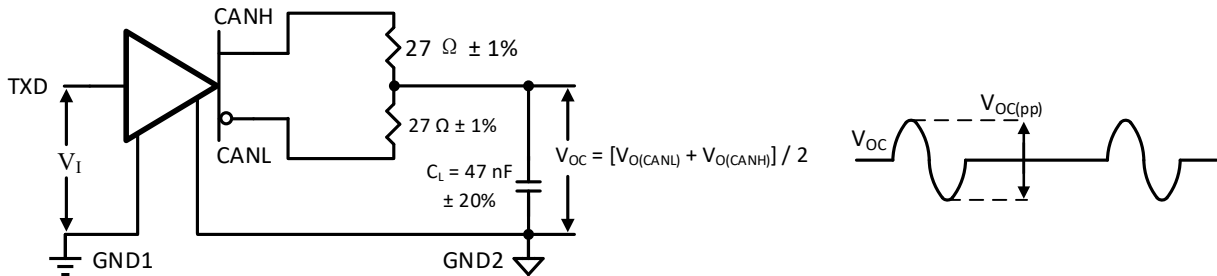 CANH
27 Ω ± 1%
TXD
V_OC(pp)
27 Ω ± 1%
V_OC
V_I
CANL
V_OC = [V_O(CANL) + V_O(CANH)] / 2
C_L = 47 nF
± 20%
GND1
GND2